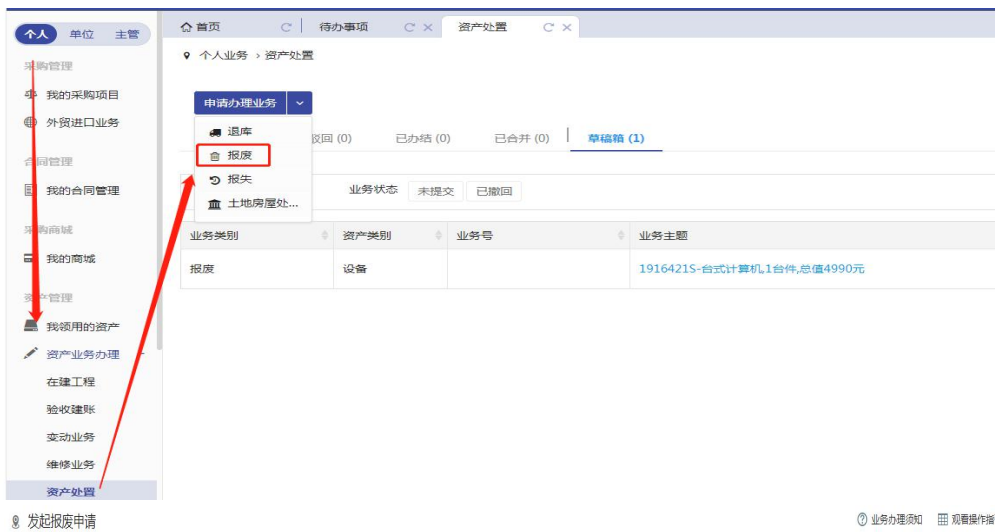 个人 单位 主管
首页 待办事项 资产处置
个人业务 › 资产处置
采购管理
我的采购项目
外贸进口业务
合同管理
我的合同管理
采购商城
我的商城
资产管理
我领用的资产
资产业务办理
在建工程
验收建账
变动业务
维修业务
资产处置
申请办理业务
退库
报废
报失
土地房屋处...
驳回 (0) 已办结 (0) 已合并 (0) 草稿箱 (1)
业务状态 未提交 已撤回
业务类别 资产类别 业务号 业务主题
报废 设备 1916421S-台式计算机,1台件,总值4990元
发起报废申请 业务办理须知 观看操作指